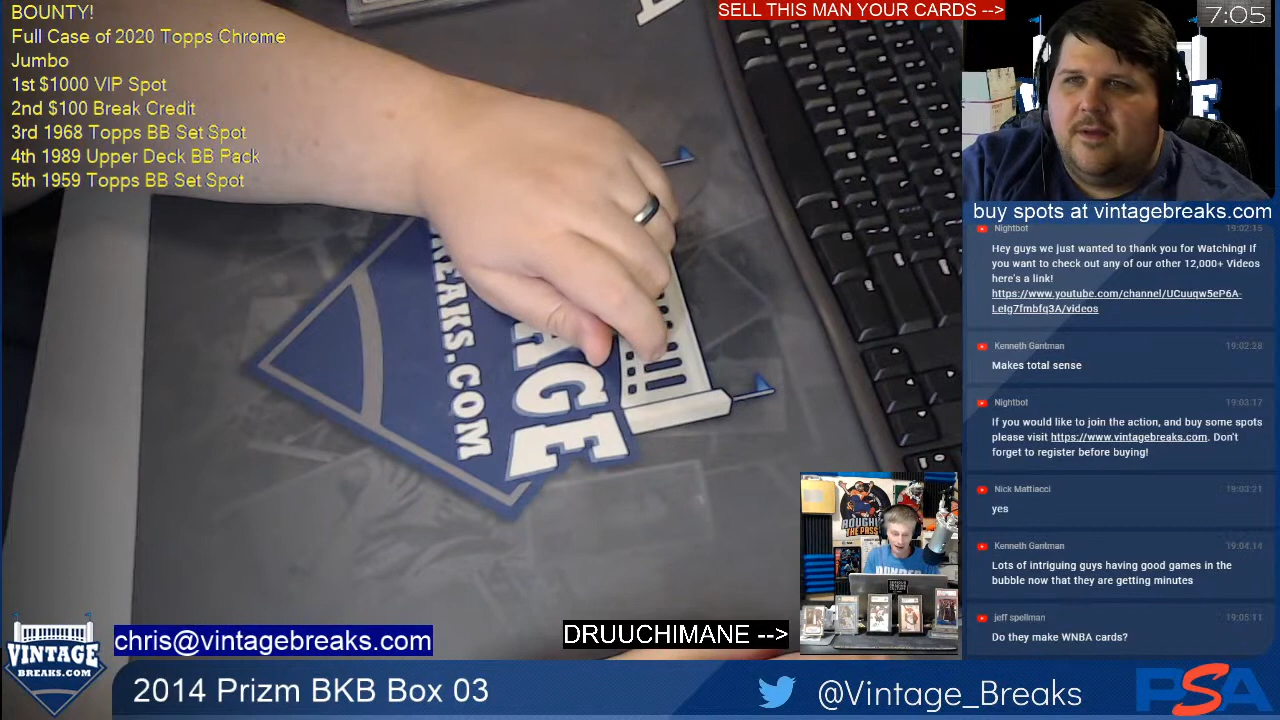 BOUNTY!
Full Case of 2020 Topps Chrome
Jumbo
1st $1000 VIP Spot
2nd $100 Break Credit
3rd 1968 Topps BB Set Spot
4th 1989 Upper Deck BB Pack
5th 1959 Topps BB Set Spot
SELL THIS MAN YOUR CARDS -->
7:05
buy spots at vintagebreaks.com
Nightbot 19:02:15
Hey guys we just wanted to thank you for Watching! If
you want to check out any of our other 12,000+ Videos
here's a link!
https://www.youtube.com/channel/UCuuqw5eP6A-
LeIg7fmbfq3A/videos
Kenneth Gantman 19:02:28
Makes total sense
Nightbot 19:03:17
If you would like to join the action, and buy some spots
please visit https://www.vintagebreaks.com. Don't
forget to register before buying!
Nick Mattiacci 19:03:21
yes
Kenneth Gantman 19:04:14
Lots of intriguing guys having good games in the
bubble now that they are getting minutes
jeff spellman 19:05:11
Do they make WNBA cards?
REAKS.COM
AGE
THE PASS
DRUUCHIMANE -->
chris@vintagebreaks.com
VINTAGE
BREAKS.COM
2014 Prizm BKB Box 03
@Vintage_Breaks
PSA